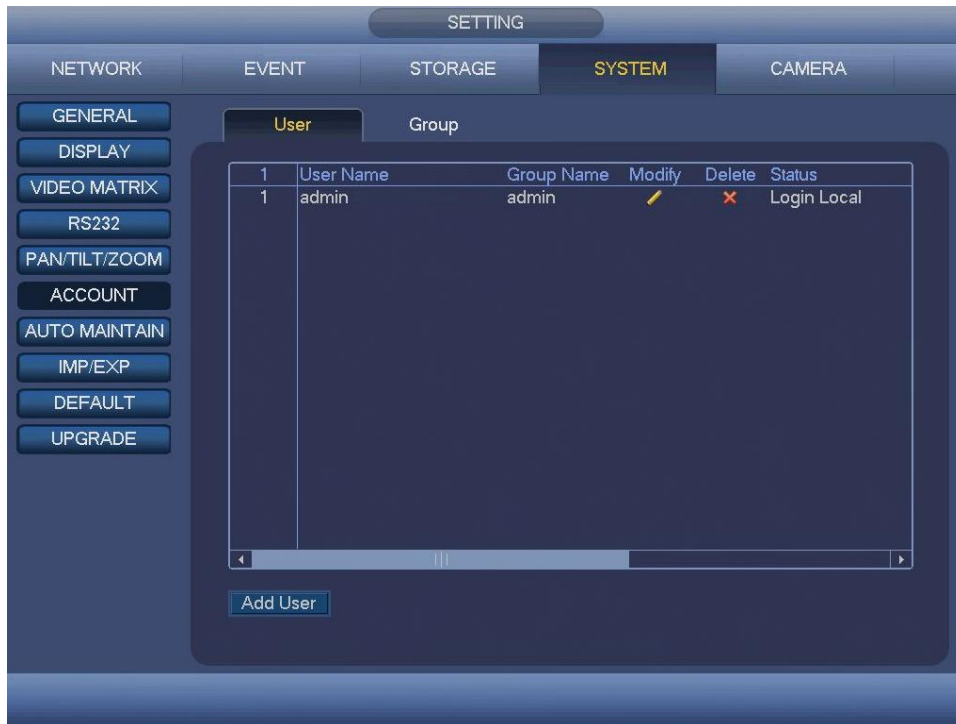 SETTING
NETWORK EVENT STORAGE SYSTEM CAMERA
GENERAL
DISPLAY
VIDEO MATRIX
RS232
PAN/TILT/ZOOM
ACCOUNT
AUTO MAINTAIN
IMP/EXP
DEFAULT
UPGRADE
User Group
1 User Name Group Name Modify Delete Status
1 admin admin Login Local
Add User